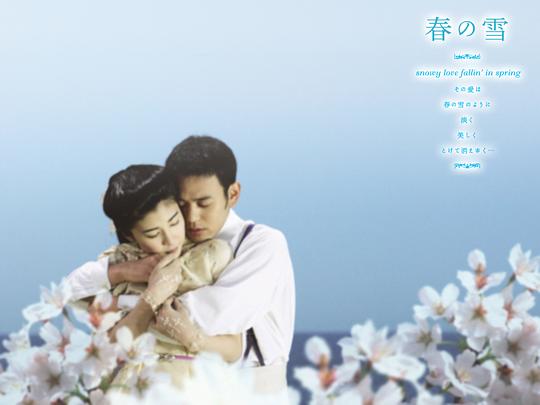 春の雪
snowy love fallin' in spring
その愛は
春の雪のように
淡く
美しく
とけて消えゆく…